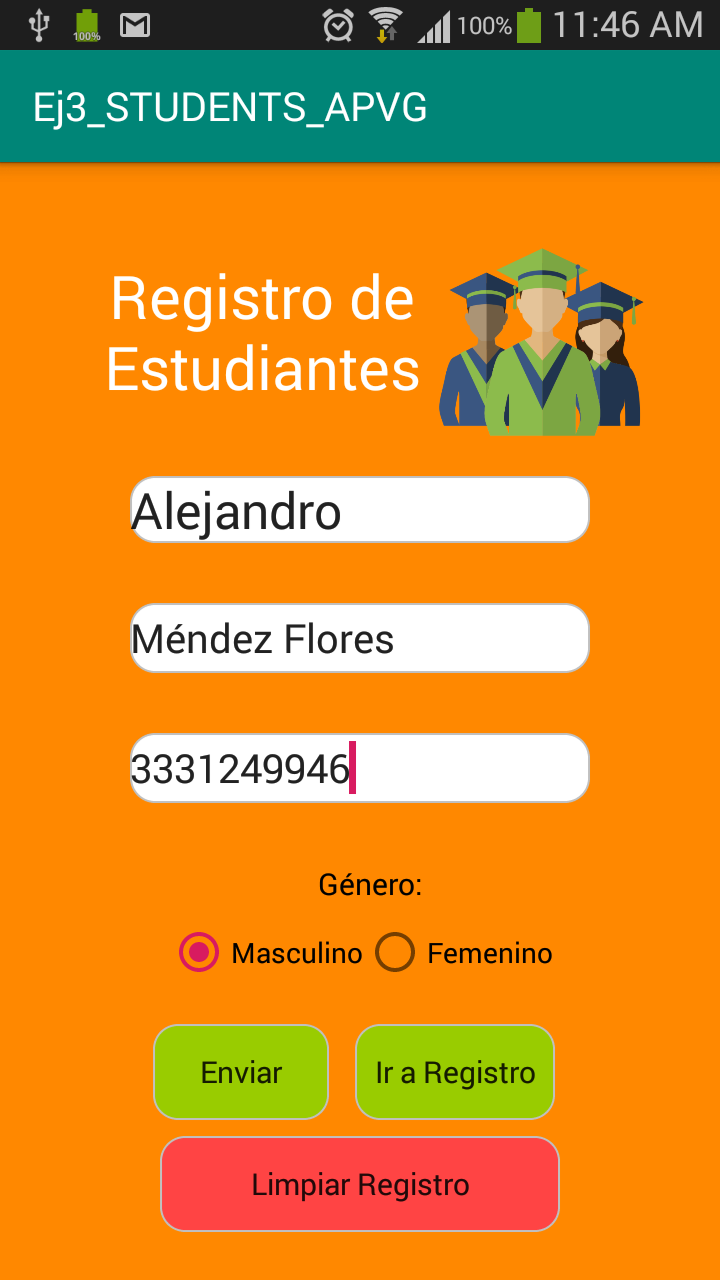 100%
100%
11:46 AM
Ej3_STUDENTS_APVG
Registro de
Estudiantes
Alejandro
Méndez Flores
3331249946
Género:
Masculino Femenino
Enviar Ir a Registro
Limpiar Registro